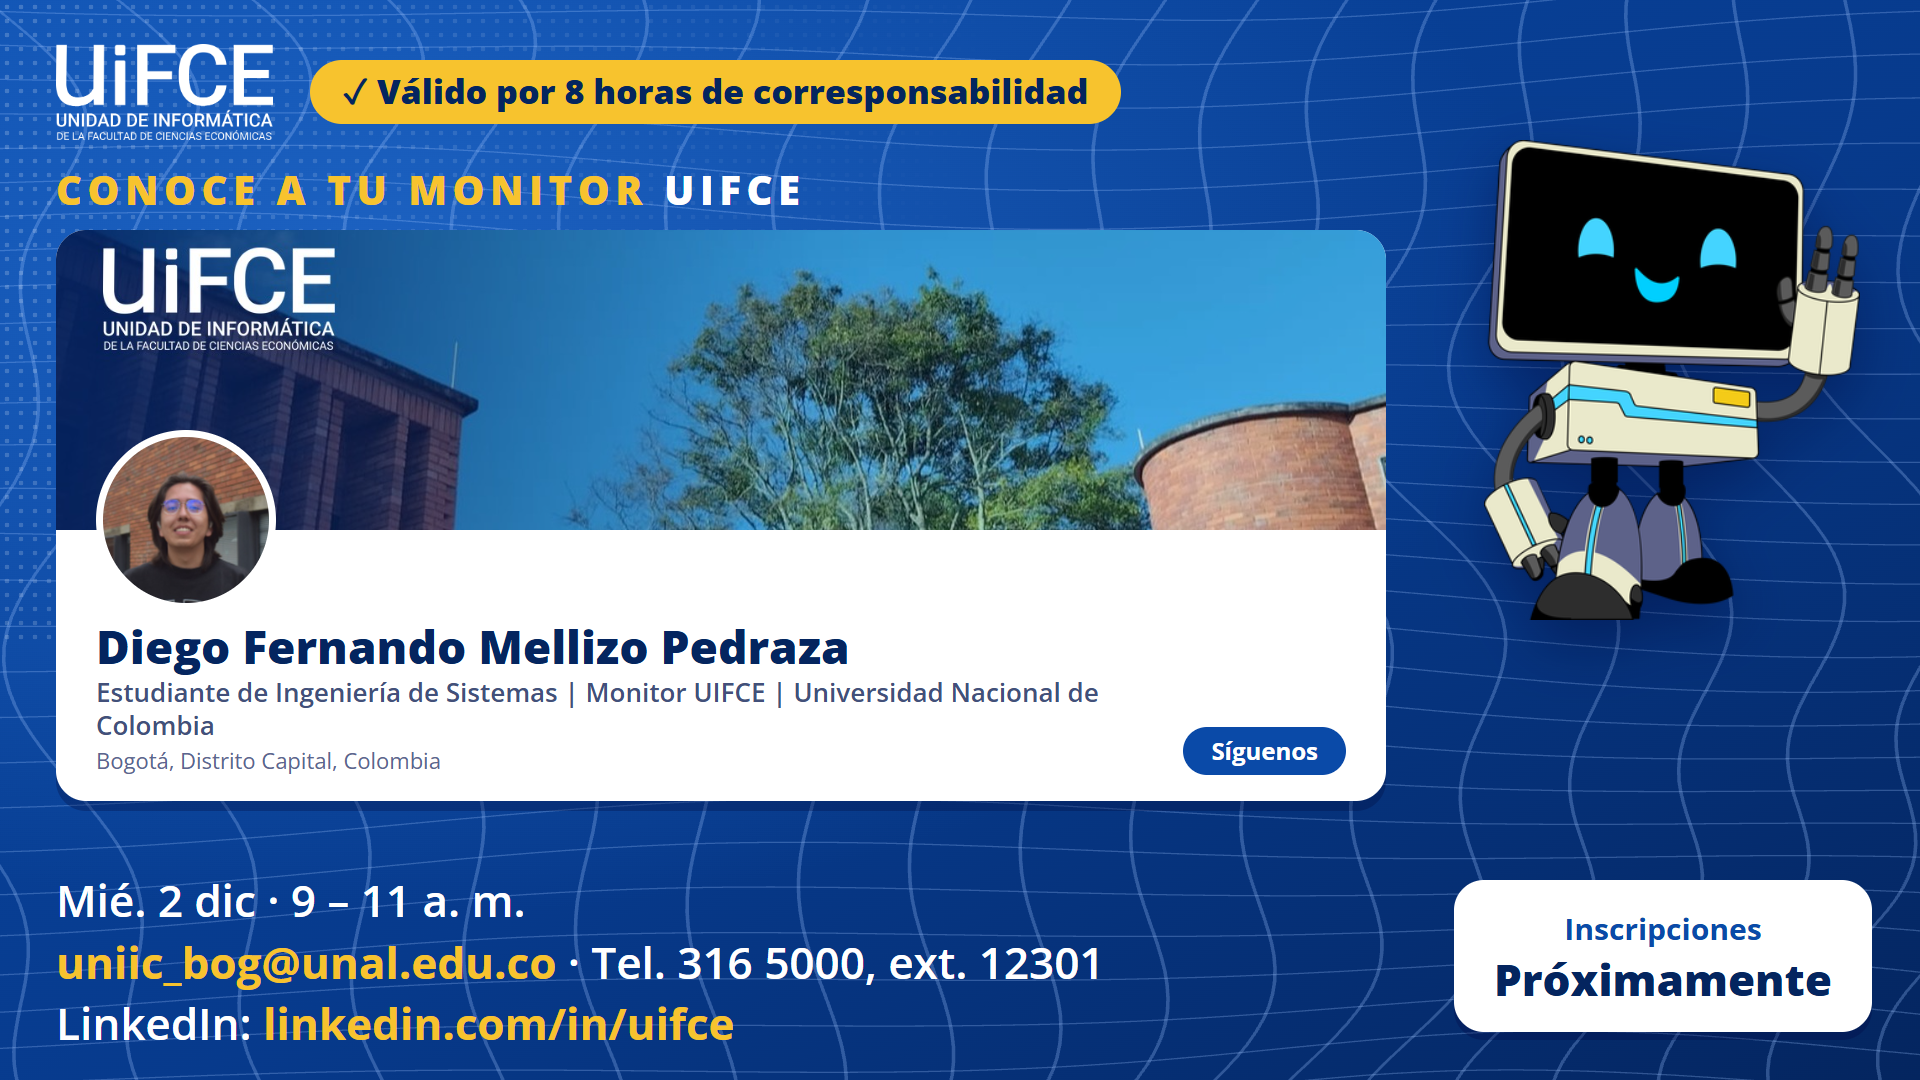 UiFCE
UNIDAD DE INFORMÁTICA
DE LA FACULTAD DE CIENCIAS ECONÓMICAS
✓ Válido por 8 horas de corresponsabilidad
CONOCE A TU MONITOR UIFCE
UiFCE
UNIDAD DE INFORMÁTICA
DE LA FACULTAD DE CIENCIAS ECONÓMICAS
Diego Fernando Mellizo Pedraza
Estudiante de Ingeniería de Sistemas | Monitor UIFCE | Universidad Nacional de
Colombia
Bogotá, Distrito Capital, Colombia
Síguenos
Mié. 2 dic · 9 – 11 a. m.
uniic_bog@unal.edu.co · Tel. 316 5000, ext. 12301
LinkedIn: linkedin.com/in/uifce
Inscripciones
Próximamente